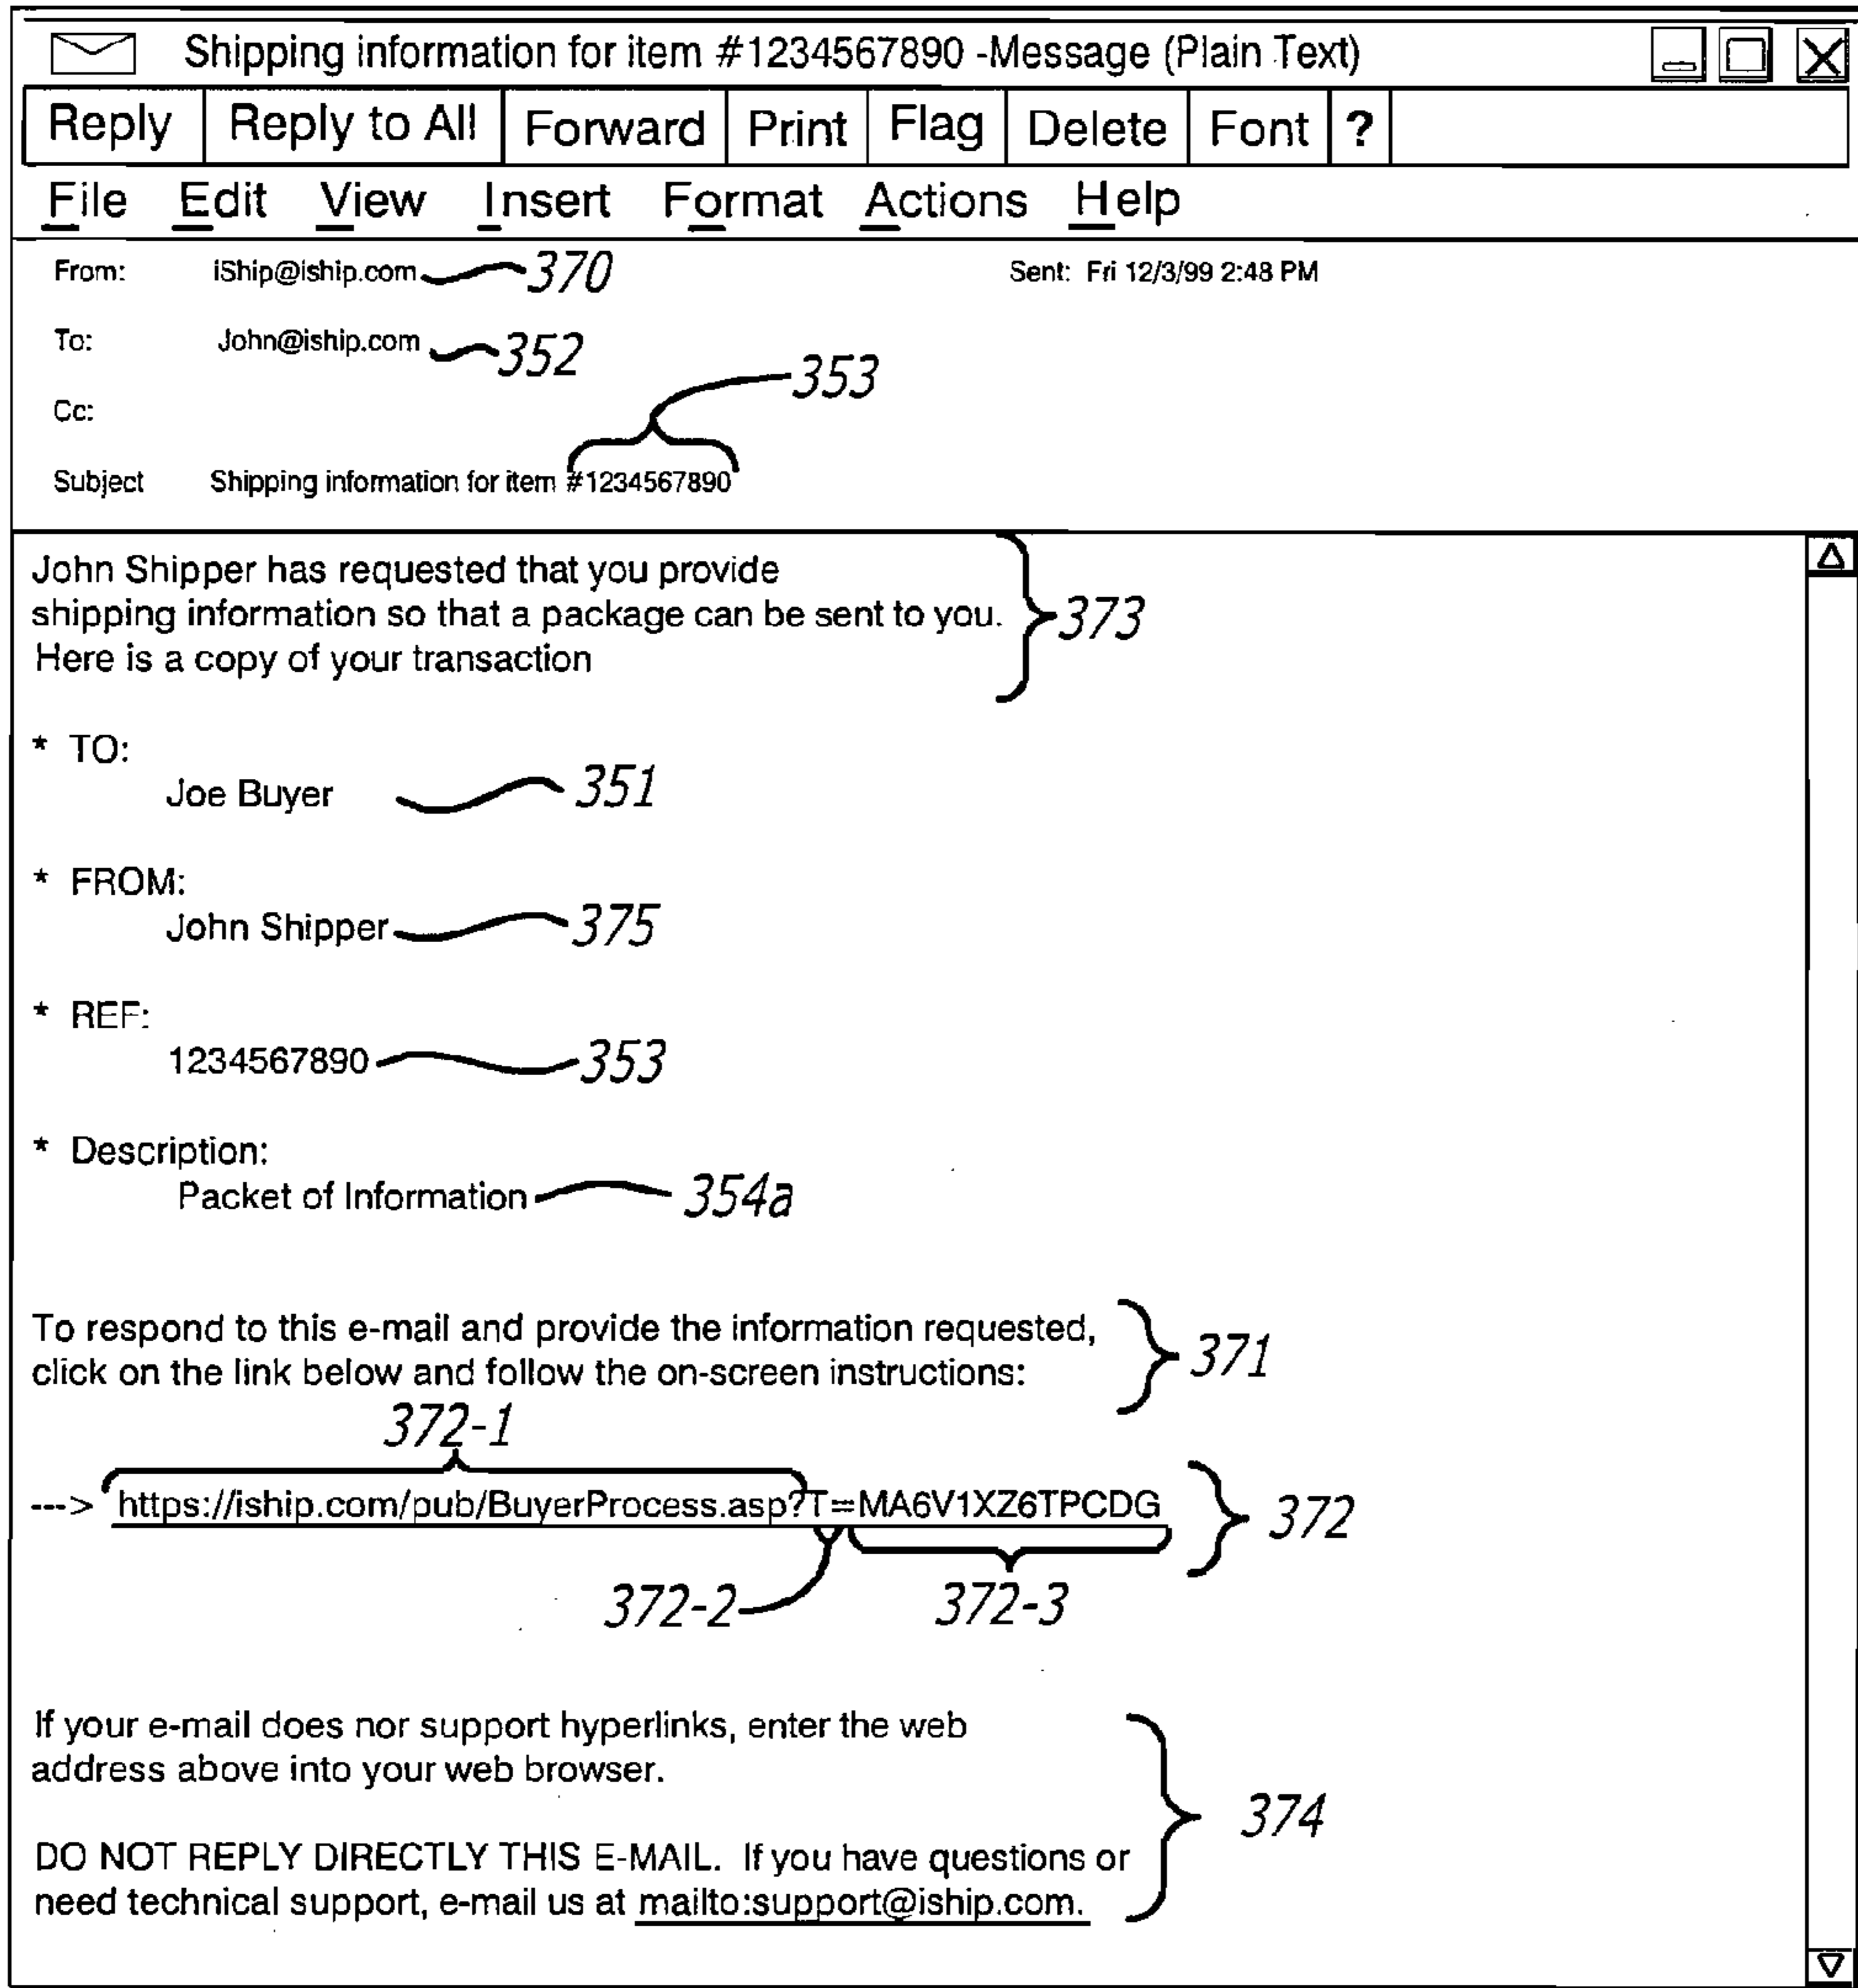 Shipping information for item #1234567890 -Message (Plain Text)
Reply Reply to All Forward Print Flag Delete Font ?
File Edit View Insert Format Actions Help
From: iShip@iship.com 370 Sent: Fri 12/3/99 2:48 PM
To: John@iship.com 352
353
Cc:
Subject Shipping information for item #1234567890
John Shipper has requested that you provide
shipping information so that a package can be sent to you.
Here is a copy of your transaction
373
* TO:
Joe Buyer 351
* FROM:
John Shipper 375
* REF:
1234567890 353
* Description:
Packet of Information 354a
To respond to this e-mail and provide the information requested,
click on the link below and follow the on-screen instructions:
371
372-1
---> https://iship.com/pub/BuyerProcess.asp?T=MA6V1XZ6TPCDG 372
372-2 372-3
If your e-mail does nor support hyperlinks, enter the web
address above into your web browser.
374
DO NOT REPLY DIRECTLY THIS E-MAIL. If you have questions or
need technical support, e-mail us at mailto:support@iship.com.